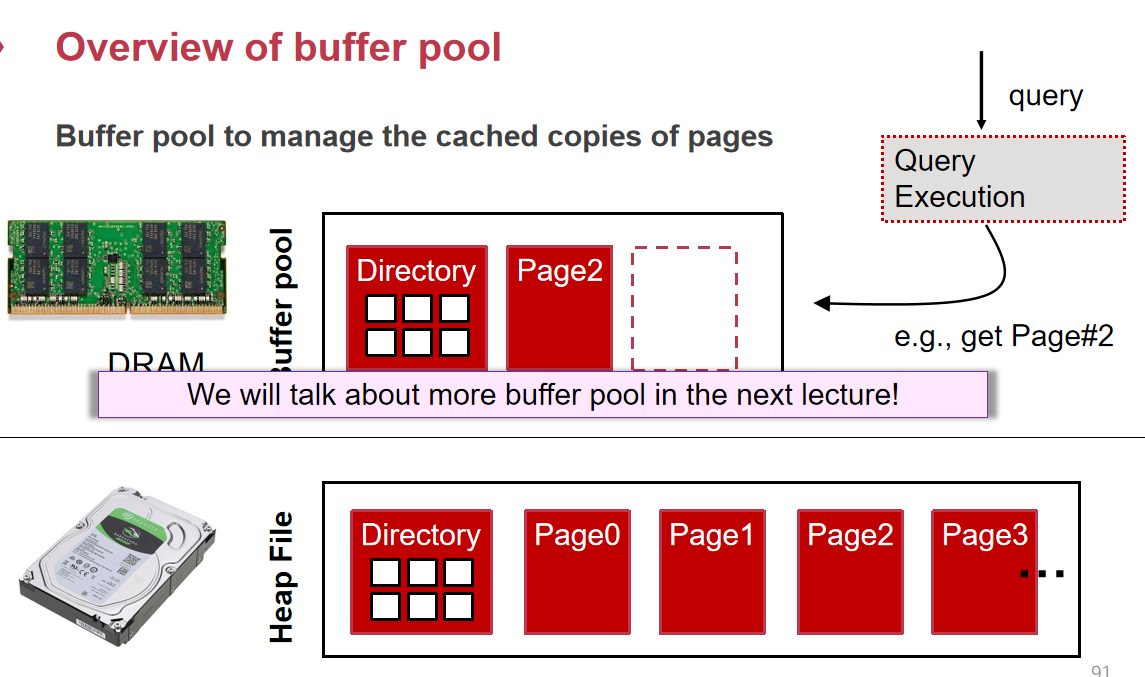 Overview of buffer pool
query
Buffer pool to manage the cached copies of pages
Query
Execution
Buffer pool
Directory
Page2
e.g., get Page#2
DRAM
We will talk about more buffer pool in the next lecture!
Heap File
Directory
Page0
Page1
Page2
Page3
91